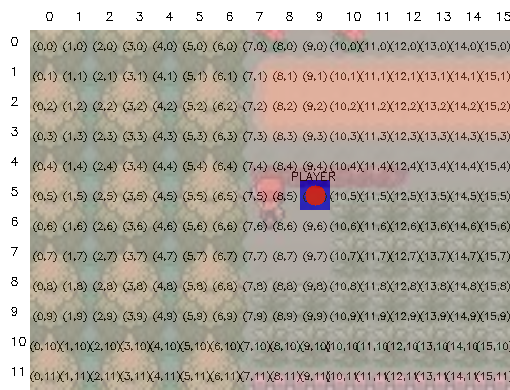 0 1 2 3 4 5 6 7 8 9 10 11 12 13 14 15
0 (0,0) (1,0) (2,0) (3,0) (4,0) (5,0) (6,0) (7,0) (8,0) (9,0) (10,0) (11,0) (12,0) (13,0) (14,0) (15,0)
1 (0,1) (1,1) (2,1) (3,1) (4,1) (5,1) (6,1) (7,1) (8,1) (9,1) (10,1) (11,1) (12,1) (13,1) (14,1) (15,1)
2 (0,2) (1,2) (2,2) (3,2) (4,2) (5,2) (6,2) (7,2) (8,2) (9,2) (10,2) (11,2) (12,2) (13,2) (14,2) (15,2)
3 (0,3) (1,3) (2,3) (3,3) (4,3) (5,3) (6,3) (7,3) (8,3) (9,3) (10,3) (11,3) (12,3) (13,3) (14,3) (15,3)
4 (0,4) (1,4) (2,4) (3,4) (4,4) (5,4) (6,4) (7,4) (8,4) (9,4) (10,4) (11,4) (12,4) (13,4) (14,4) (15,4)
PLAYER
5 (0,5) (1,5) (2,5) (3,5) (4,5) (5,5) (6,5) (7,5) (8,5) (10,5) (11,5) (12,5) (13,5) (14,5) (15,5)
6 (0,6) (1,6) (2,6) (3,6) (4,6) (5,6) (6,6) (7,6) (8,6) (9,6) (10,6) (11,6) (12,6) (13,6) (14,6) (15,6)
7 (0,7) (1,7) (2,7) (3,7) (4,7) (5,7) (6,7) (7,7) (8,7) (9,7) (10,7) (11,7) (12,7) (13,7) (14,7) (15,7)
8 (0,8) (1,8) (2,8) (3,8) (4,8) (5,8) (6,8) (7,8) (8,8) (9,8) (10,8) (11,8) (12,8) (13,8) (14,8) (15,8)
9 (0,9) (1,9) (2,9) (3,9) (4,9) (5,9) (6,9) (7,9) (8,9) (9,9) (10,9) (11,9) (12,9) (13,9) (14,9) (15,9)
10 (0,10) (1,10) (2,10) (3,10) (4,10) (5,10) (6,10) (7,10) (8,10) (9,10) (10,10) (11,10) (12,10) (13,10) (14,10) (15,10)
11 (0,11) (1,11) (2,11) (3,11) (4,11) (5,11) (6,11) (7,11) (8,11) (9,11) (10,11) (11,11) (12,11) (13,11) (14,11) (15,11)